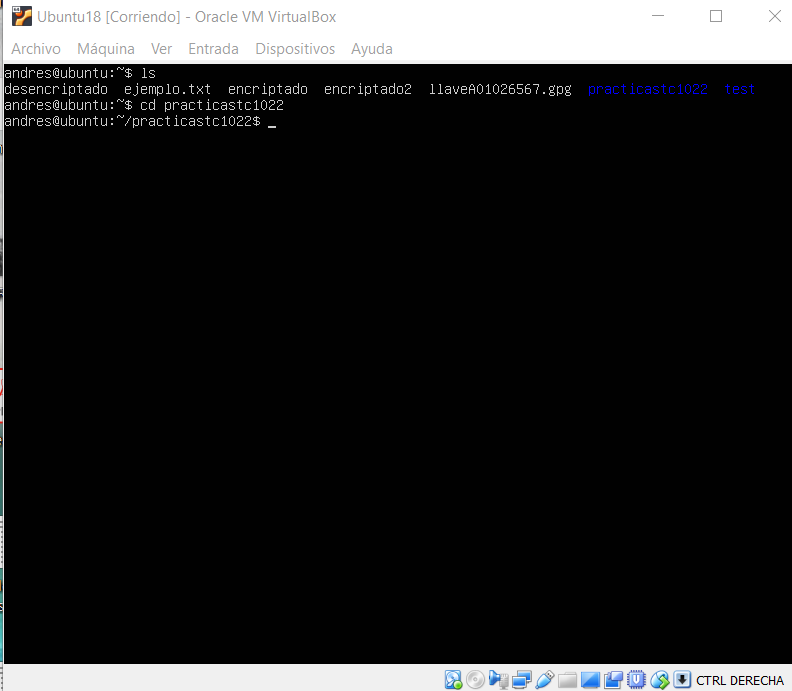 Ubuntu18 [Corriendo] - Oracle VM VirtualBox
Archivo Máquina Ver Entrada Dispositivos Ayuda
andres@ubuntu:~$ ls
desencriptado ejemplo.txt encriptado encriptado2 llaveA01026567.gpg practicastc1022 test
andres@ubuntu:~$ cd practicastc1022
andres@ubuntu:~/practicastc1022$ _
CTRL DERECHA